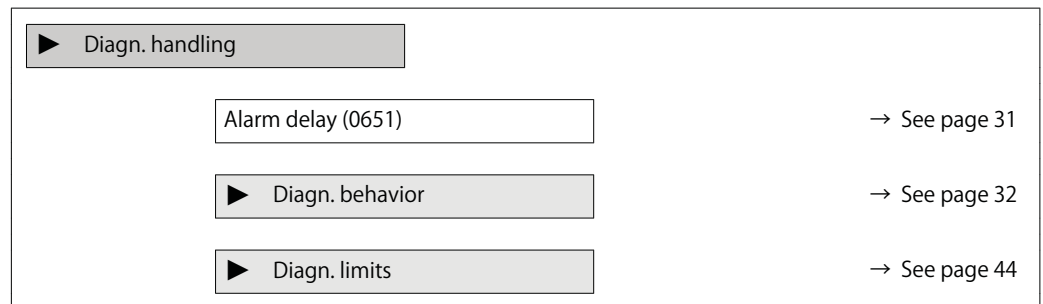 ▶ Diagn. handling
Alarm delay (0651) → See page 31
▶ Diagn. behavior → See page 32
▶ Diagn. limits → See page 44